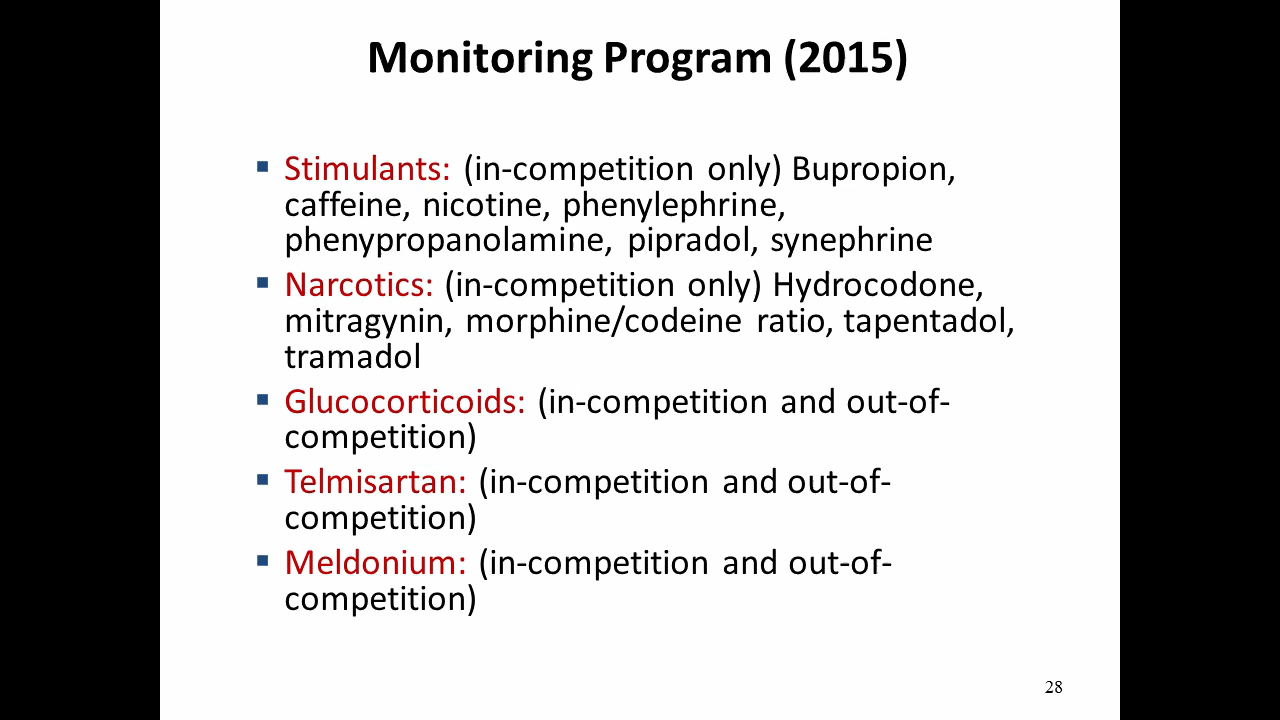 Monitoring Program (2015)
▪ Stimulants: (in-competition only) Bupropion,
caffeine, nicotine, phenylephrine,
phenypropanolamine, pipradol, synephrine
▪ Narcotics: (in-competition only) Hydrocodone,
mitragynin, morphine/codeine ratio, tapentadol,
tramadol
▪ Glucocorticoids: (in-competition and out-of-
competition)
▪ Telmisartan: (in-competition and out-of-
competition)
▪ Meldonium: (in-competition and out-of-
competition)
28